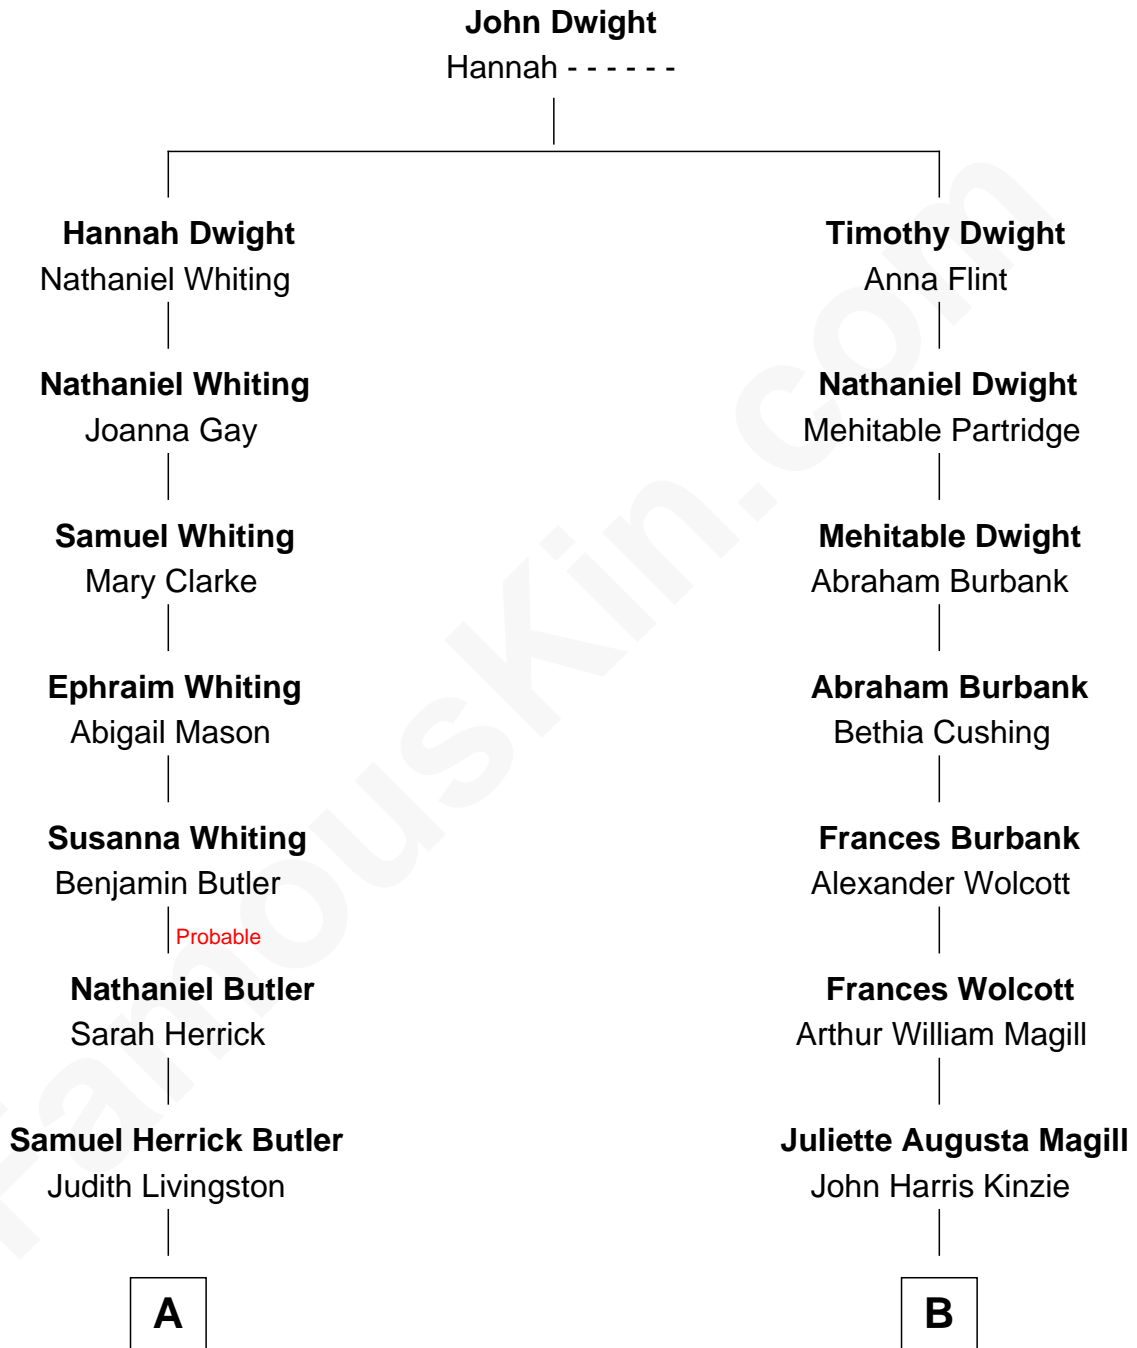 John Dwight
Hannah - - - - - -
Hannah Dwight
Nathaniel Whiting
Timothy Dwight
Anna Flint
Nathaniel Whiting
Joanna Gay
Nathaniel Dwight
Mehitable Partridge
Samuel Whiting
Mary Clarke
Mehitable Dwight
Abraham Burbank
Ephraim Whiting
Abigail Mason
Abraham Burbank
Bethia Cushing
Susanna Whiting
Benjamin Butler
Frances Burbank
Alexander Wolcott
Probable
Nathaniel Butler
Sarah Herrick
Frances Wolcott
Arthur William Magill
Samuel Herrick Butler
Judith Livingston
Juliette Augusta Magill
John Harris Kinzie
A
B
FamousKin.com